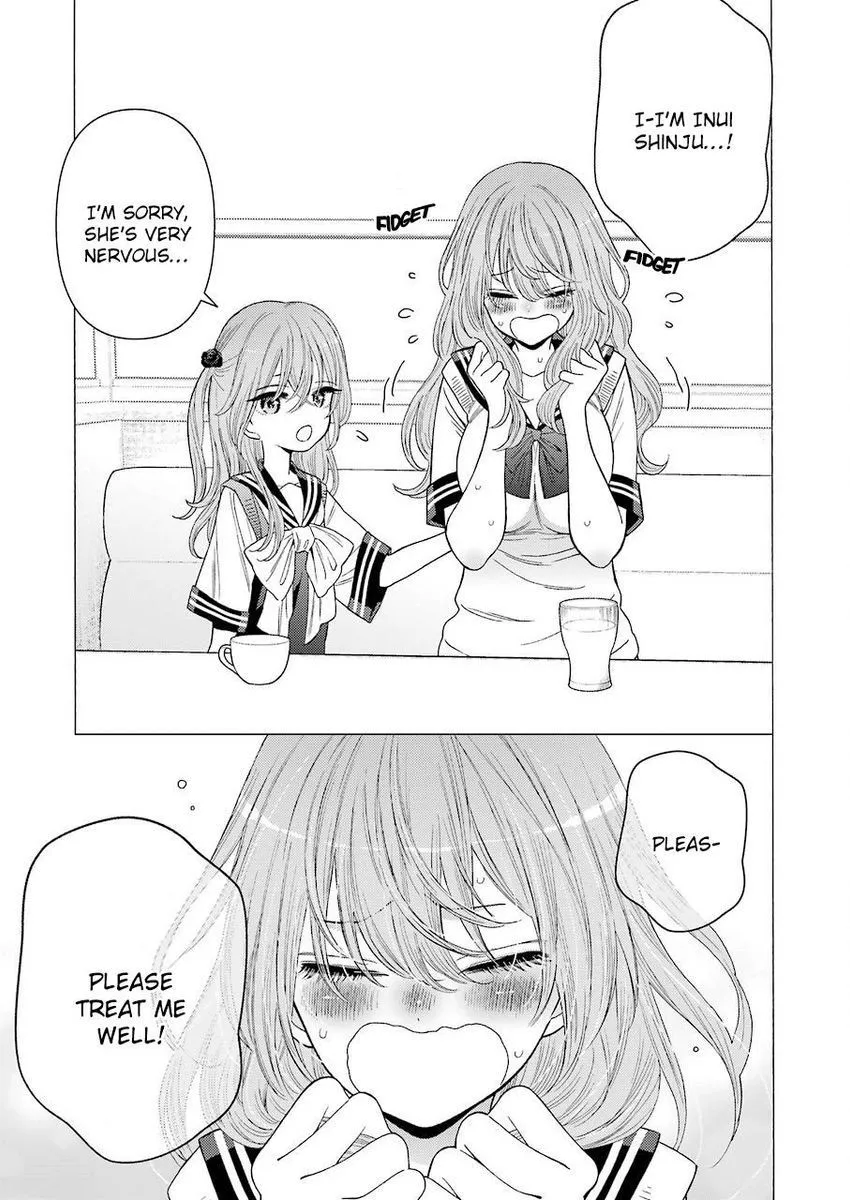 I-I'M INUI
SHINJU...!
FIDGET
I'M SORRY,
SHE'S VERY
NERVOUS...
FIDGET
PLEAS-
PLEASE
TREAT ME
WELL!